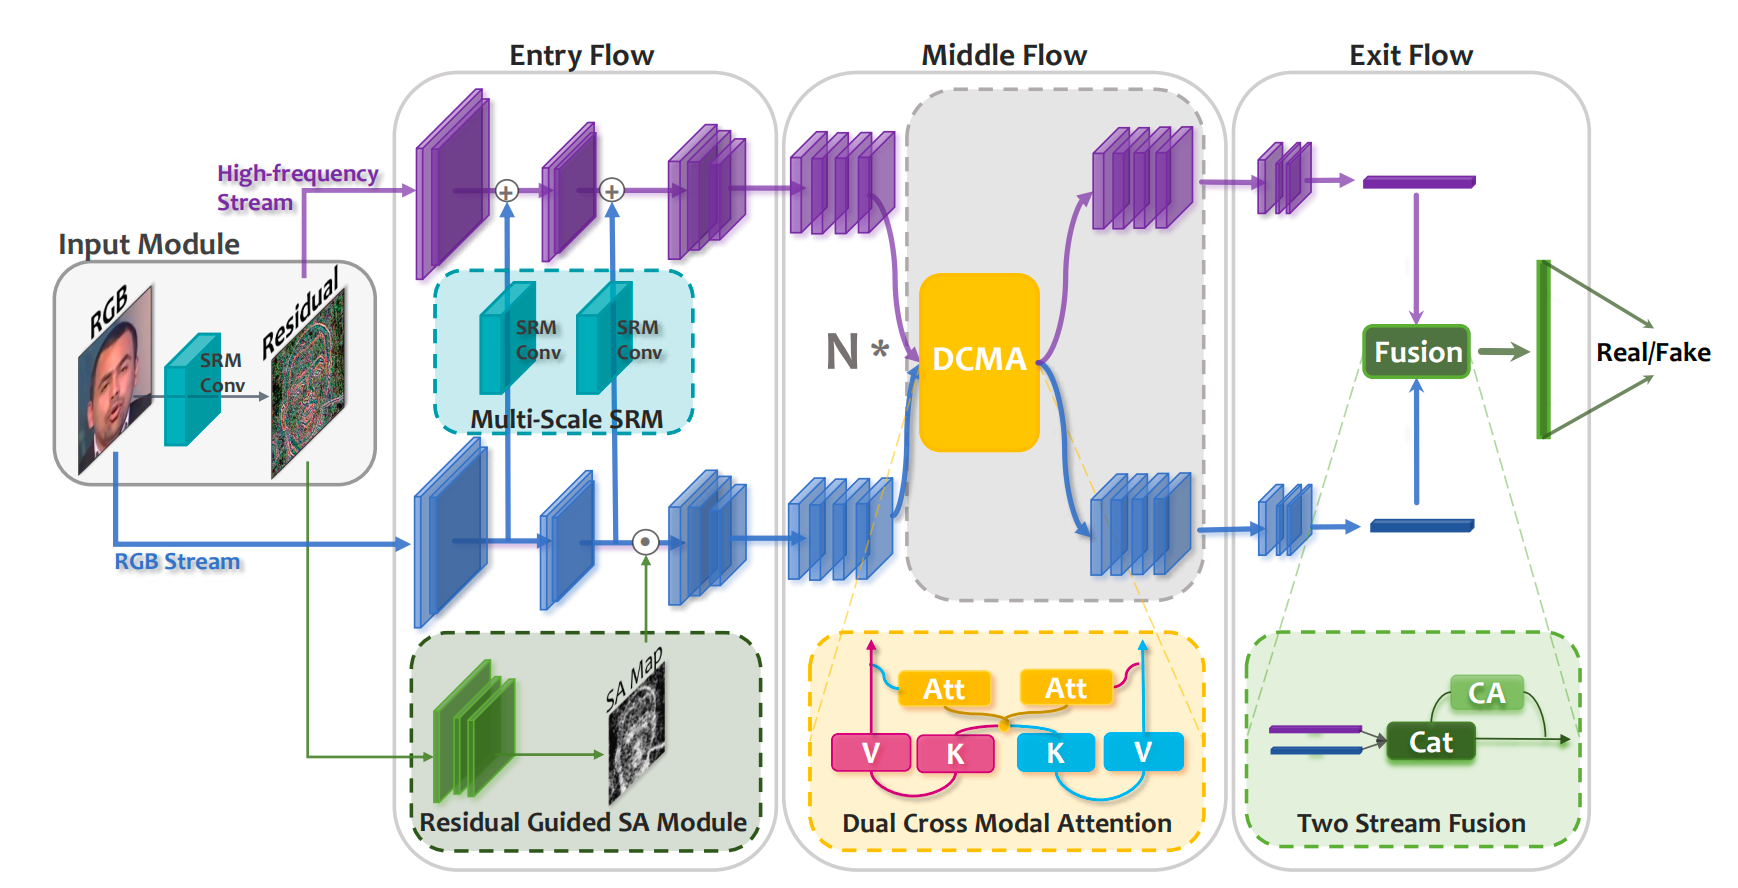 Entry Flow
Middle Flow
Exit Flow
High-frequency
Stream
Input Module
RGB
SRM
Conv
Residual
RGB Stream
+
+
SRM
Conv
SRM
Conv
Multi-Scale SRM
N *
DCMA
Fusion
Real/Fake
SA Map
Residual Guided SA Module
Att
Att
V
K
K
V
Dual Cross Modal Attention
CA
Cat
Two Stream Fusion